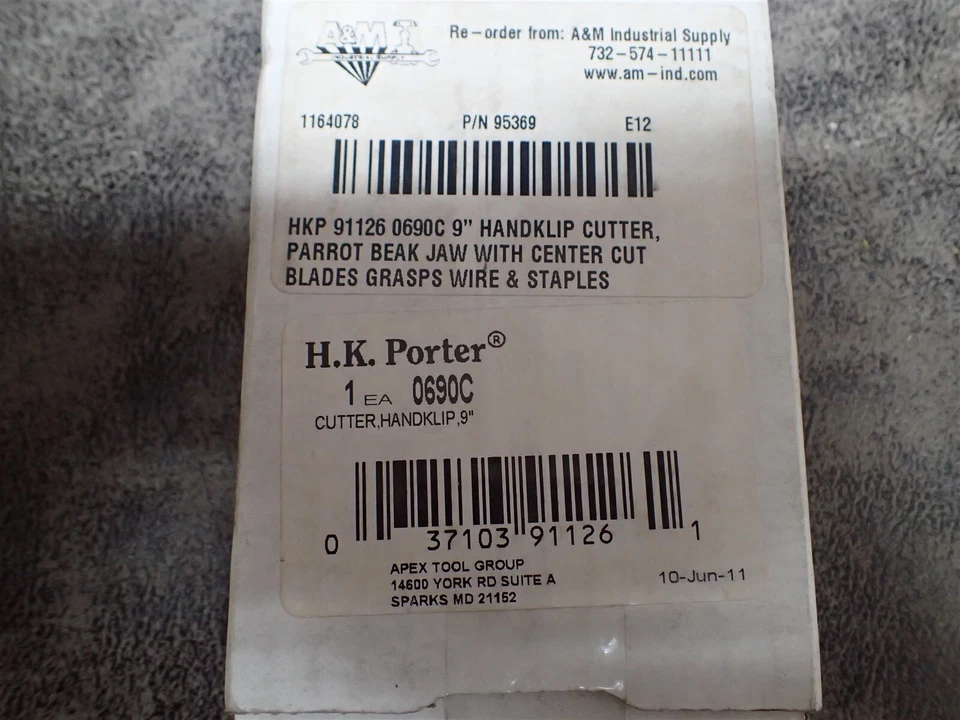 A&M I
INDUSTRIAL SUPPLY
Re-order from: A&M Industrial Supply
732-574-11111
www.am-ind.com
1164078 P/N 95369 E12
HKP 91126 0690C 9" HANDKLIP CUTTER,
PARROT BEAK JAW WITH CENTER CUT
BLADES GRASPS WIRE & STAPLES
H.K. Porter®
1 EA 0690C
CUTTER,HANDKLIP,9"
0 37103 91126 1
APEX TOOL GROUP
14600 YORK RD SUITE A
SPARKS MD 21152
10-Jun-11